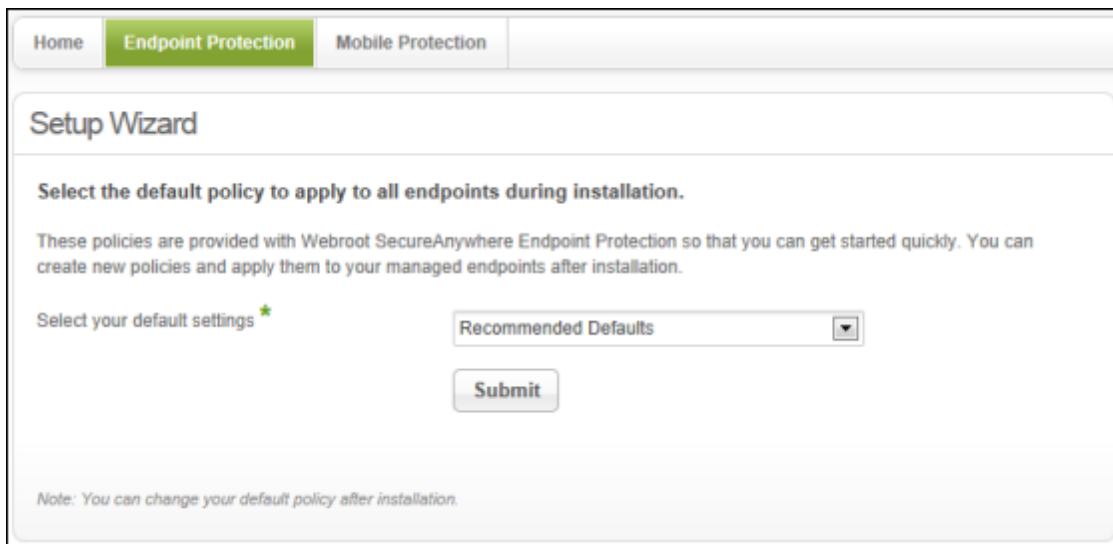 Home
Endpoint Protection
Mobile Protection
Setup Wizard
Select the default policy to apply to all endpoints during installation.
These policies are provided with Webroot SecureAnywhere Endpoint Protection so that you can get started quickly. You can
create new policies and apply them to your managed endpoints after installation.
Select your default settings *
Recommended Defaults
Submit
Note: You can change your default policy after installation.